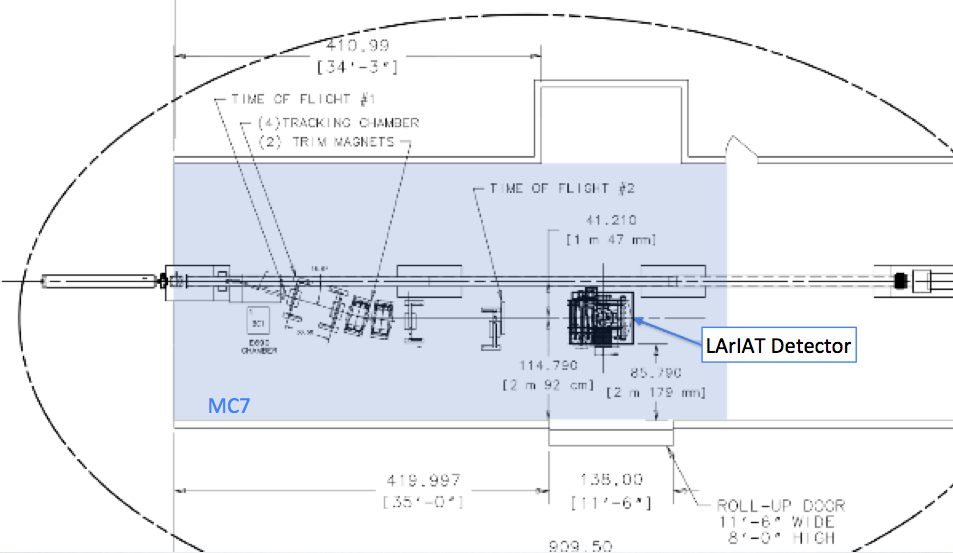 410.99
[34'-3"]
TIME OF FLIGHT #1
(4)TRACKING CHAMBER
(2) TRIM MAGNETS
TIME OF FLIGHT #2
41.210
[1 m 47 mm]
LArIAT Detector
CHAMBER
114.790
[2 m 92 cm]
85.790
[2 m 179 mm]
MC7
419.997
[35'-0"]
138.00
[11'-6"]
ROLL-UP DOOR
11'-6" WIDE
8'-0" HIGH
909.50